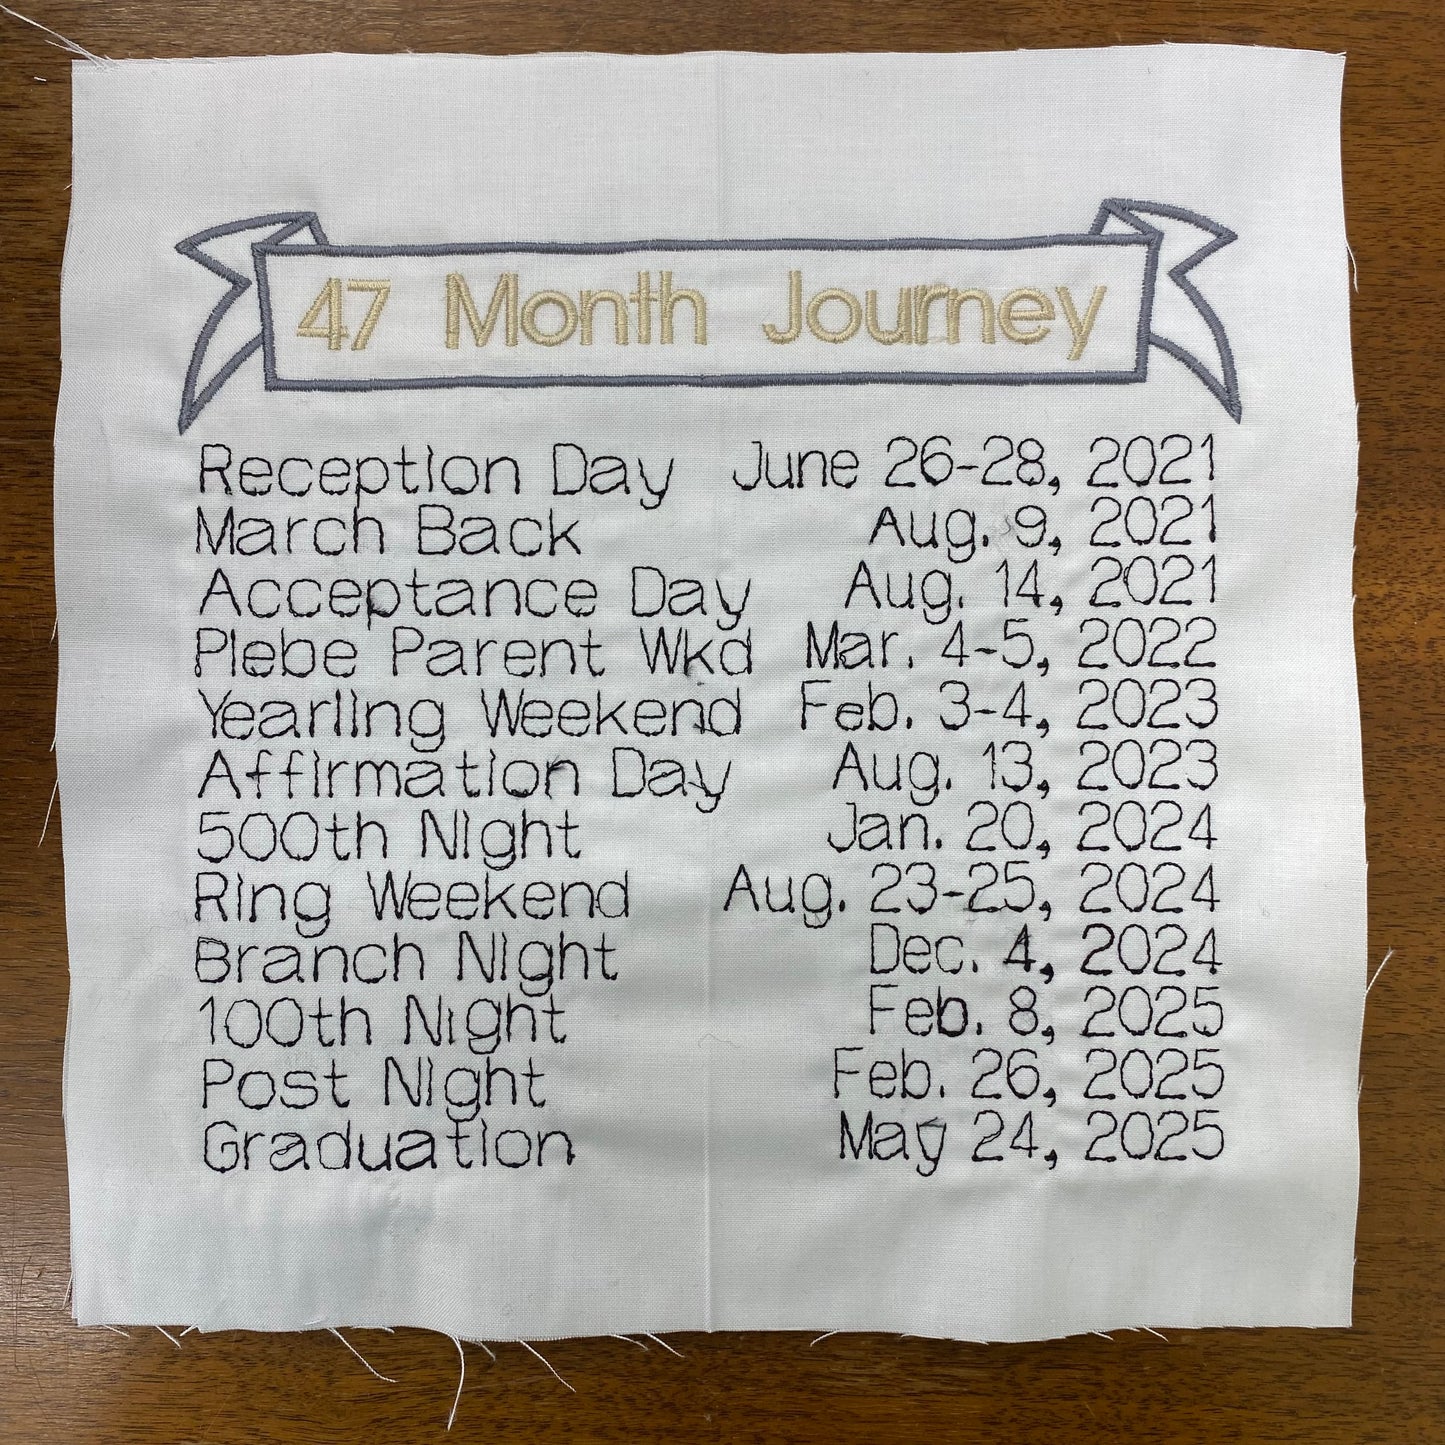 47 Month Journey
Reception Day June 26-28, 2021
March Back Aug. 9, 2021
Acceptance Day Aug. 14, 2021
Plebe Parent Wkd Mar. 4-5, 2022
Yearling Weekend Feb. 3-4, 2023
Affirmation Day Aug. 13, 2023
500th Night Jan. 20, 2024
Ring Weekend Aug. 23-25, 2024
Branch Night Dec. 4, 2024
100th Night Feb. 8, 2025
Post Night Feb. 26, 2025
Graduation May 24, 2025